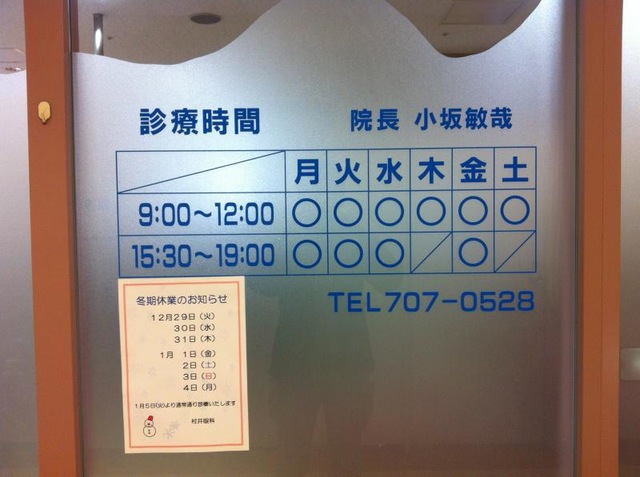 診療時間
院長 小坂敏哉
月 火 水 木 金 土
9:00〜12:00 ○ ○ ○ ○ ○ ○
15:30〜19:00 ○ ○ ○ ／ ○ ／
TEL707-0528
冬期休業のお知らせ
12月29日（火）
30日（水）
31日（木）
1月 1日（金）
2日（土）
3日（日）
4日（月）
1月5日(火)より通常通り診療いたします
村井眼科